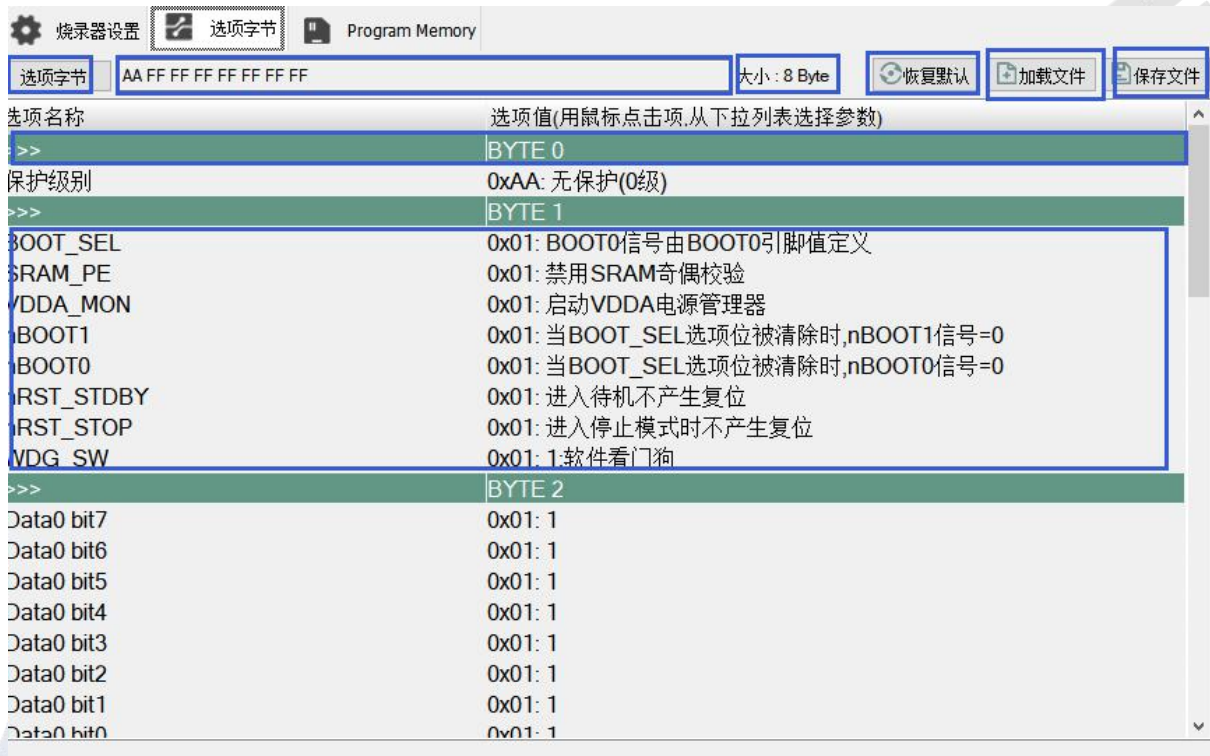 烧录器设置 选项字节 Program Memory
选项字节 AA FF FF FF FF FF FF FF 大小 : 8 Byte 恢复默认 加载文件 保存文件
选项名称 选项值(用鼠标点击项,从下拉列表选择参数)
>>> BYTE 0
保护级别 0xAA: 无保护(0级)
>>> BYTE 1
BOOT_SEL 0x01: BOOT0信号由BOOT0引脚值定义
SRAM_PE 0x01: 禁用SRAM奇偶校验
VDDA_MON 0x01: 启动VDDA电源管理器
nBOOT1 0x01: 当BOOT_SEL选项位被清除时,nBOOT1信号=0
nBOOT0 0x01: 当BOOT_SEL选项位被清除时,nBOOT0信号=0
nRST_STDBY 0x01: 进入待机不产生复位
nRST_STOP 0x01: 进入停止模式时不产生复位
WDG_SW 0x01: 1:软件看门狗
>>> BYTE 2
Data0 bit7 0x01: 1
Data0 bit6 0x01: 1
Data0 bit5 0x01: 1
Data0 bit4 0x01: 1
Data0 bit3 0x01: 1
Data0 bit2 0x01: 1
Data0 bit1 0x01: 1
Data0 bit0 0x01: 1